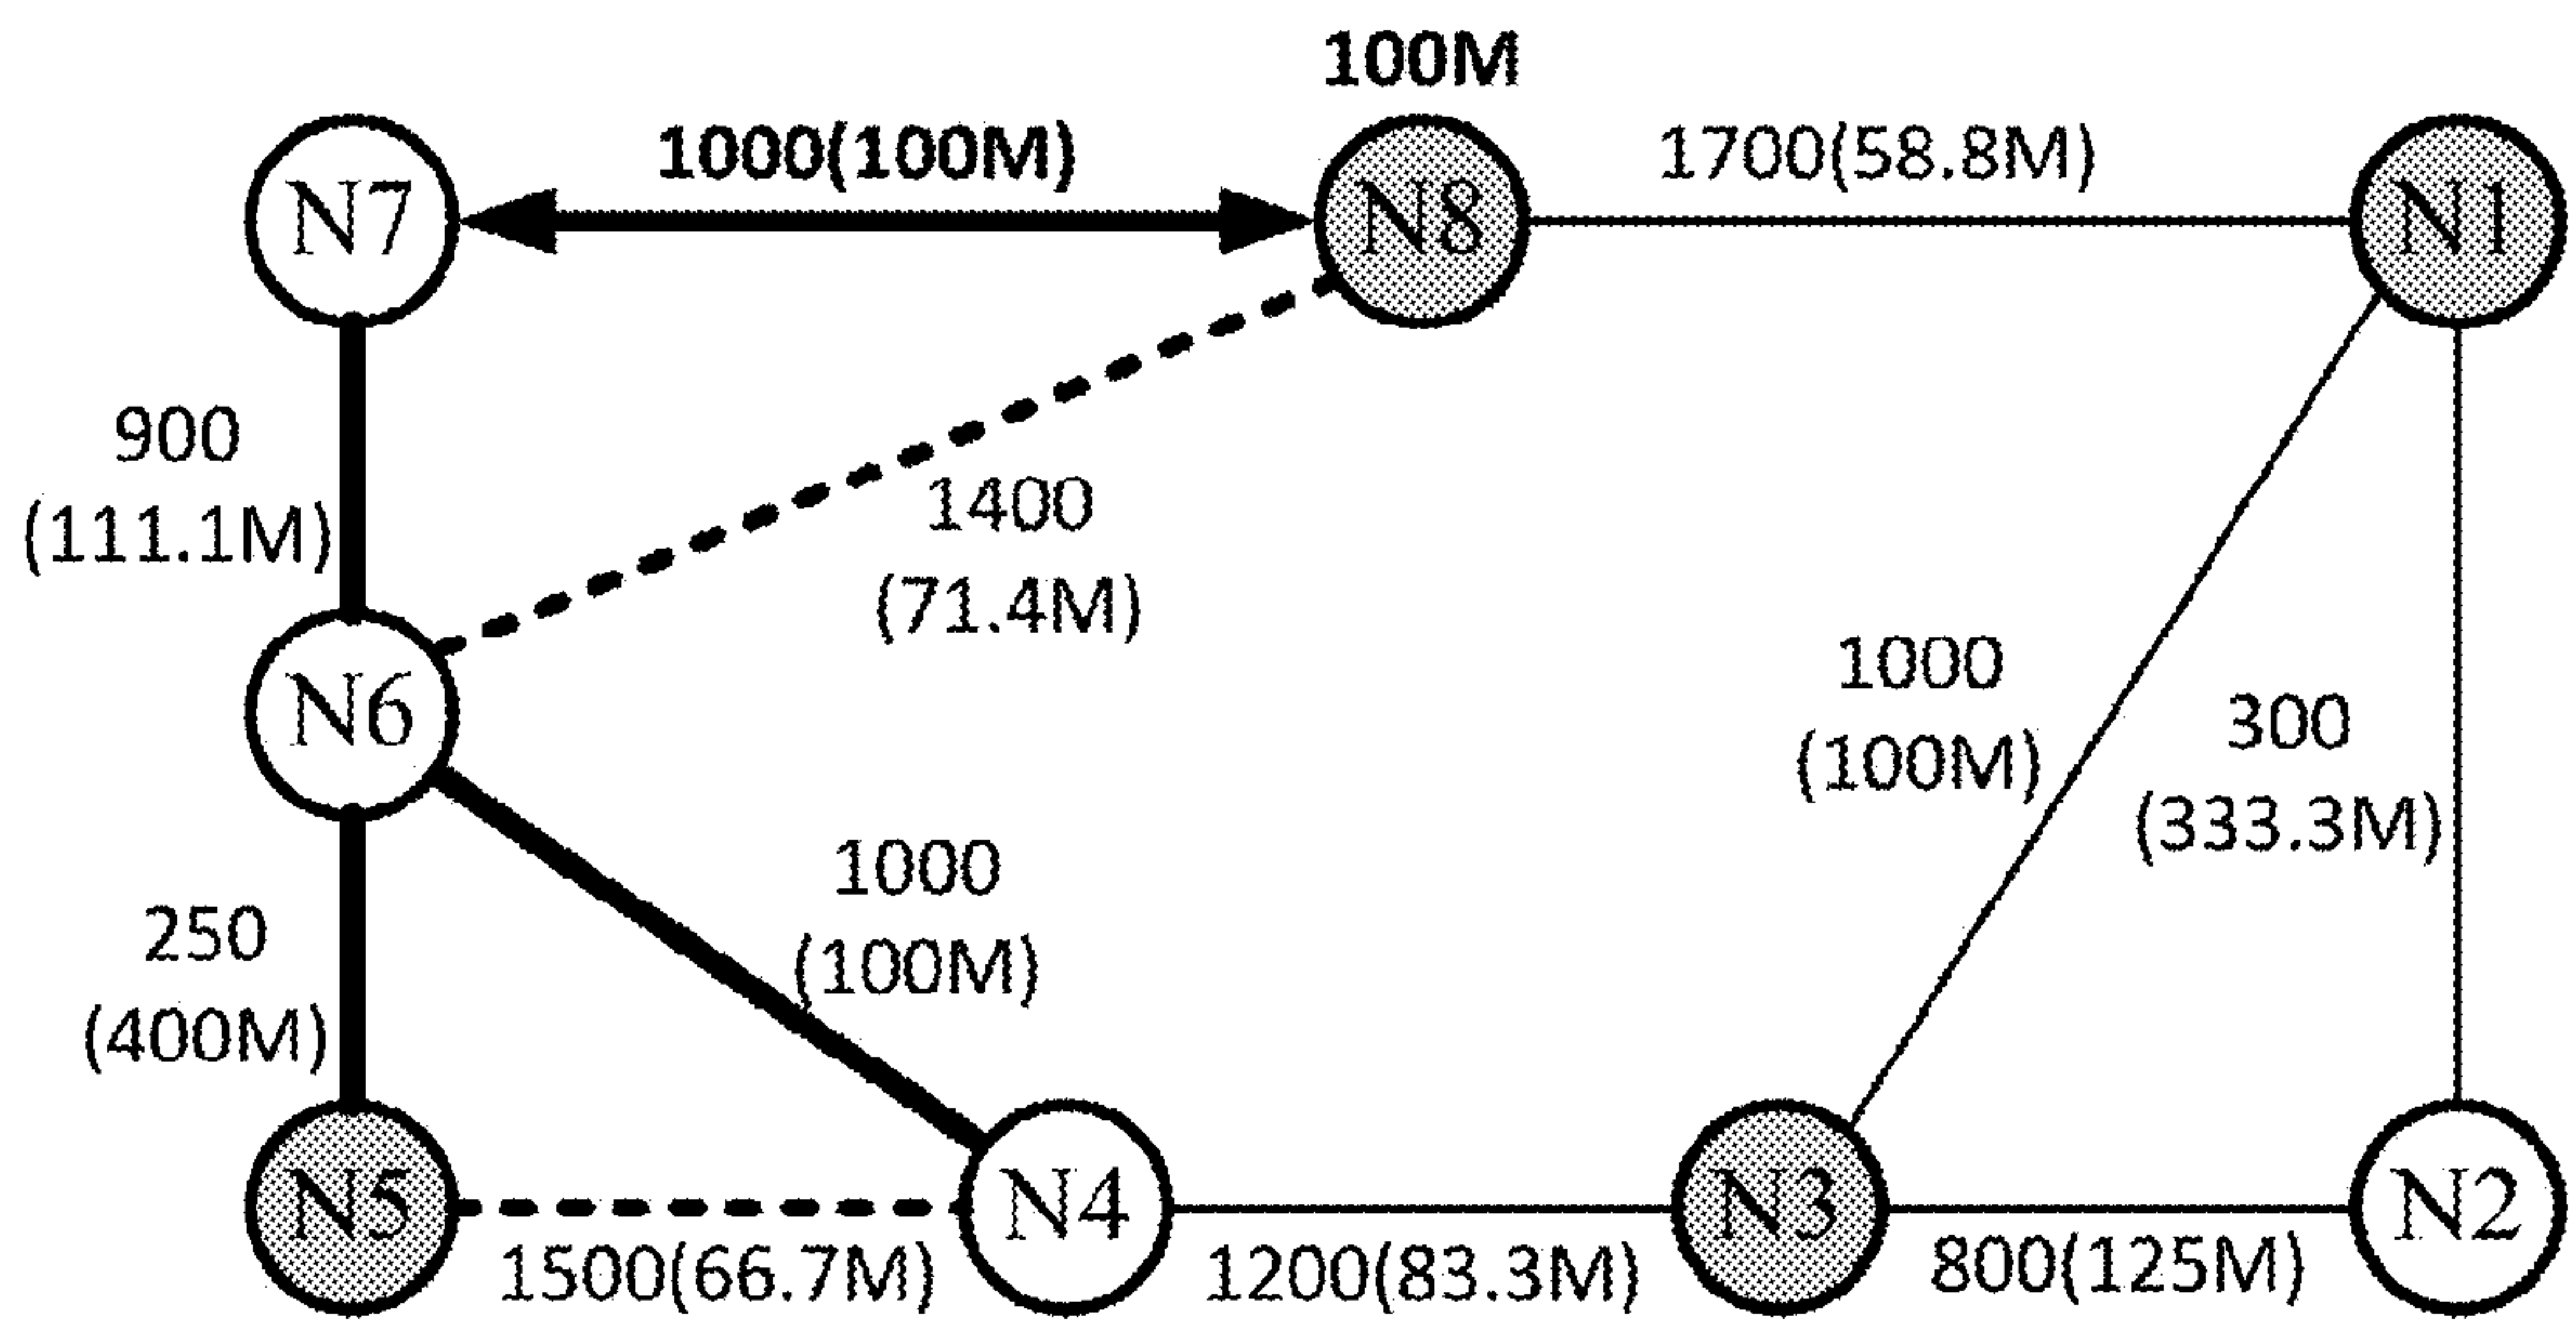 100M
1000(100M)
1700(58.8M)
N7
N8
N1
900
(111.1M)
1400
(71.4M)
N6
1000
(100M)
300
(333.3M)
1000
(100M)
250
(400M)
N5
N4
N3
N2
1500(66.7M)
1200(83.3M)
800(125M)